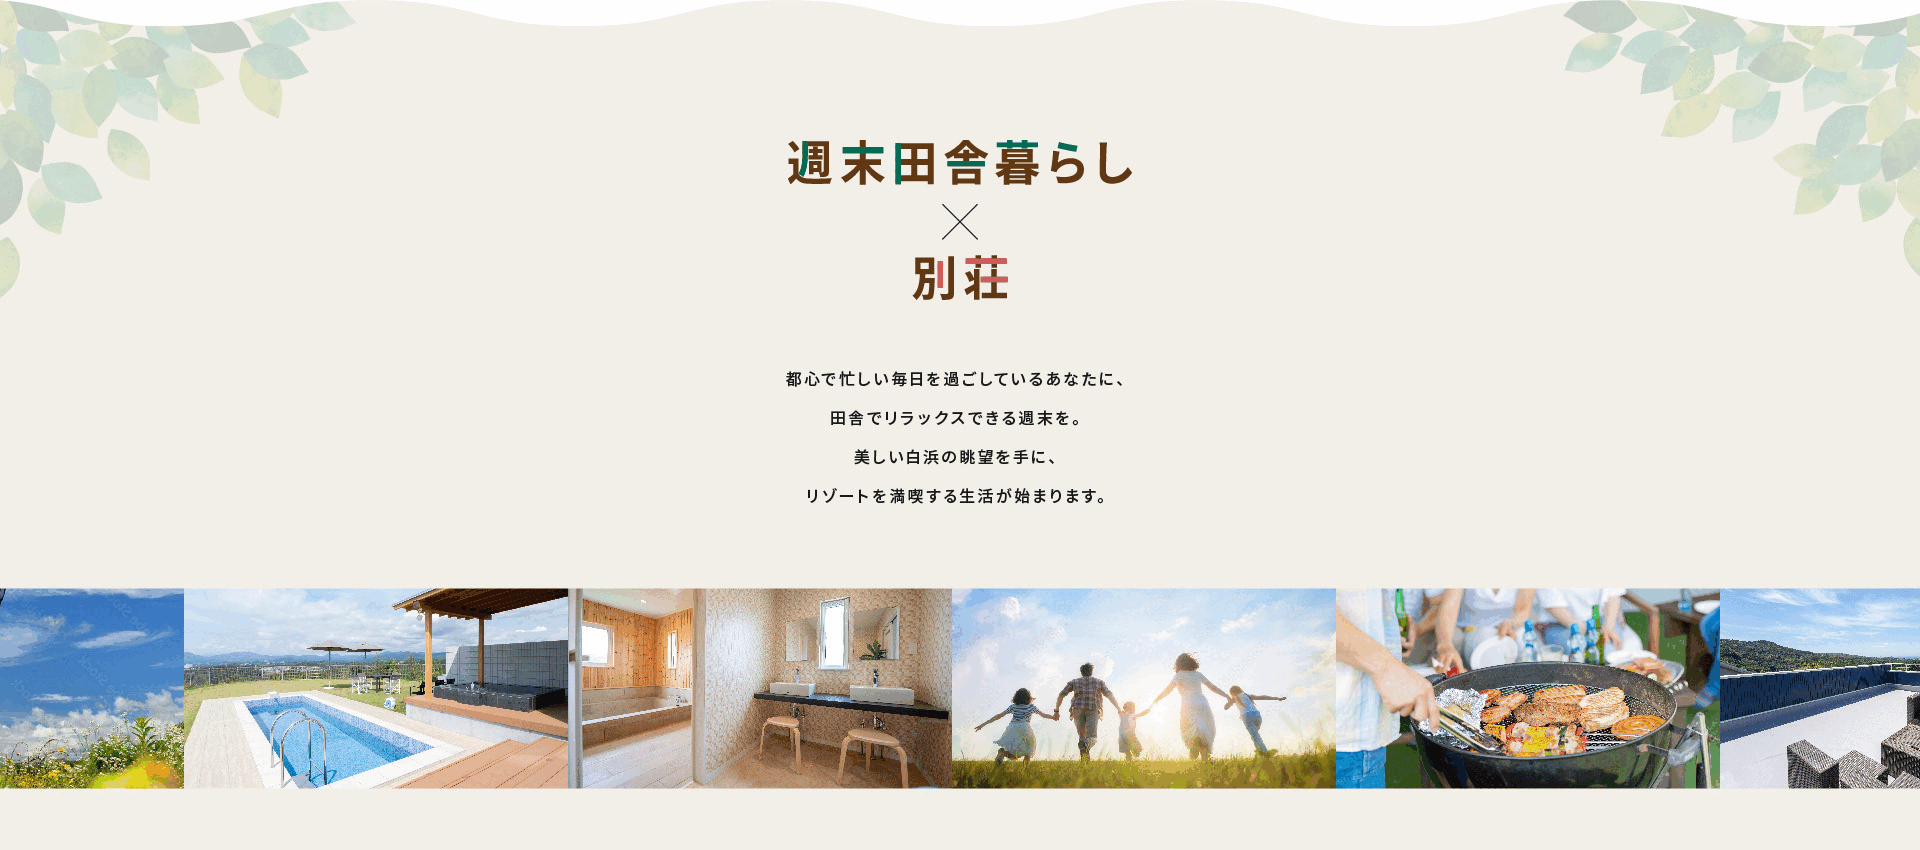 週末田舎暮らし
×
別荘
都心で忙しい毎日を過ごしているあなたに、
田舎でリラックスできる週末を。
美しい白浜の眺望を手に、
リゾートを満喫する生活が始まります。